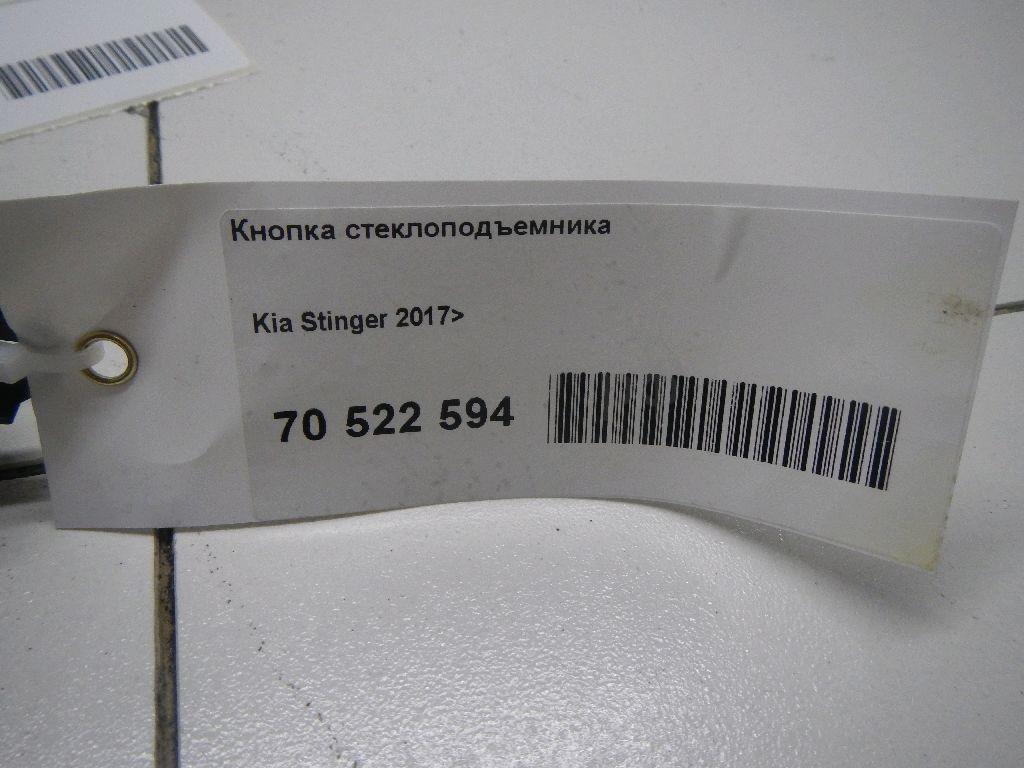 Кнопка стеклоподъемника
Kia Stinger 2017>
70 522 594